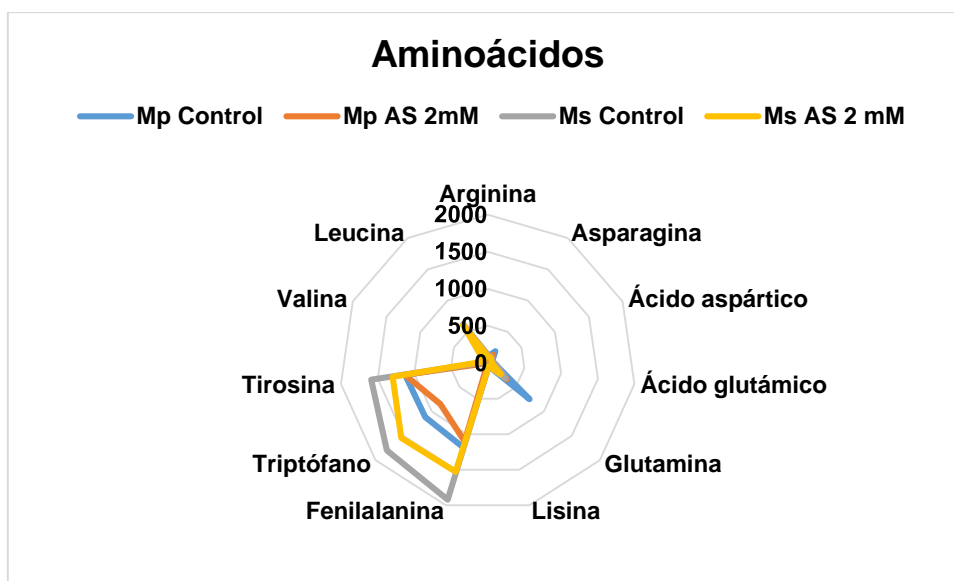 Aminoácidos
Mp Control Mp AS 2mM Ms Control Ms AS 2 mM
Arginina
2000
Leucina Asparagina
1500
Valina Ácido aspártico
1000
500
0
Tirosina Ácido glutámico
Triptófano Glutamina
Fenilalanina Lisina